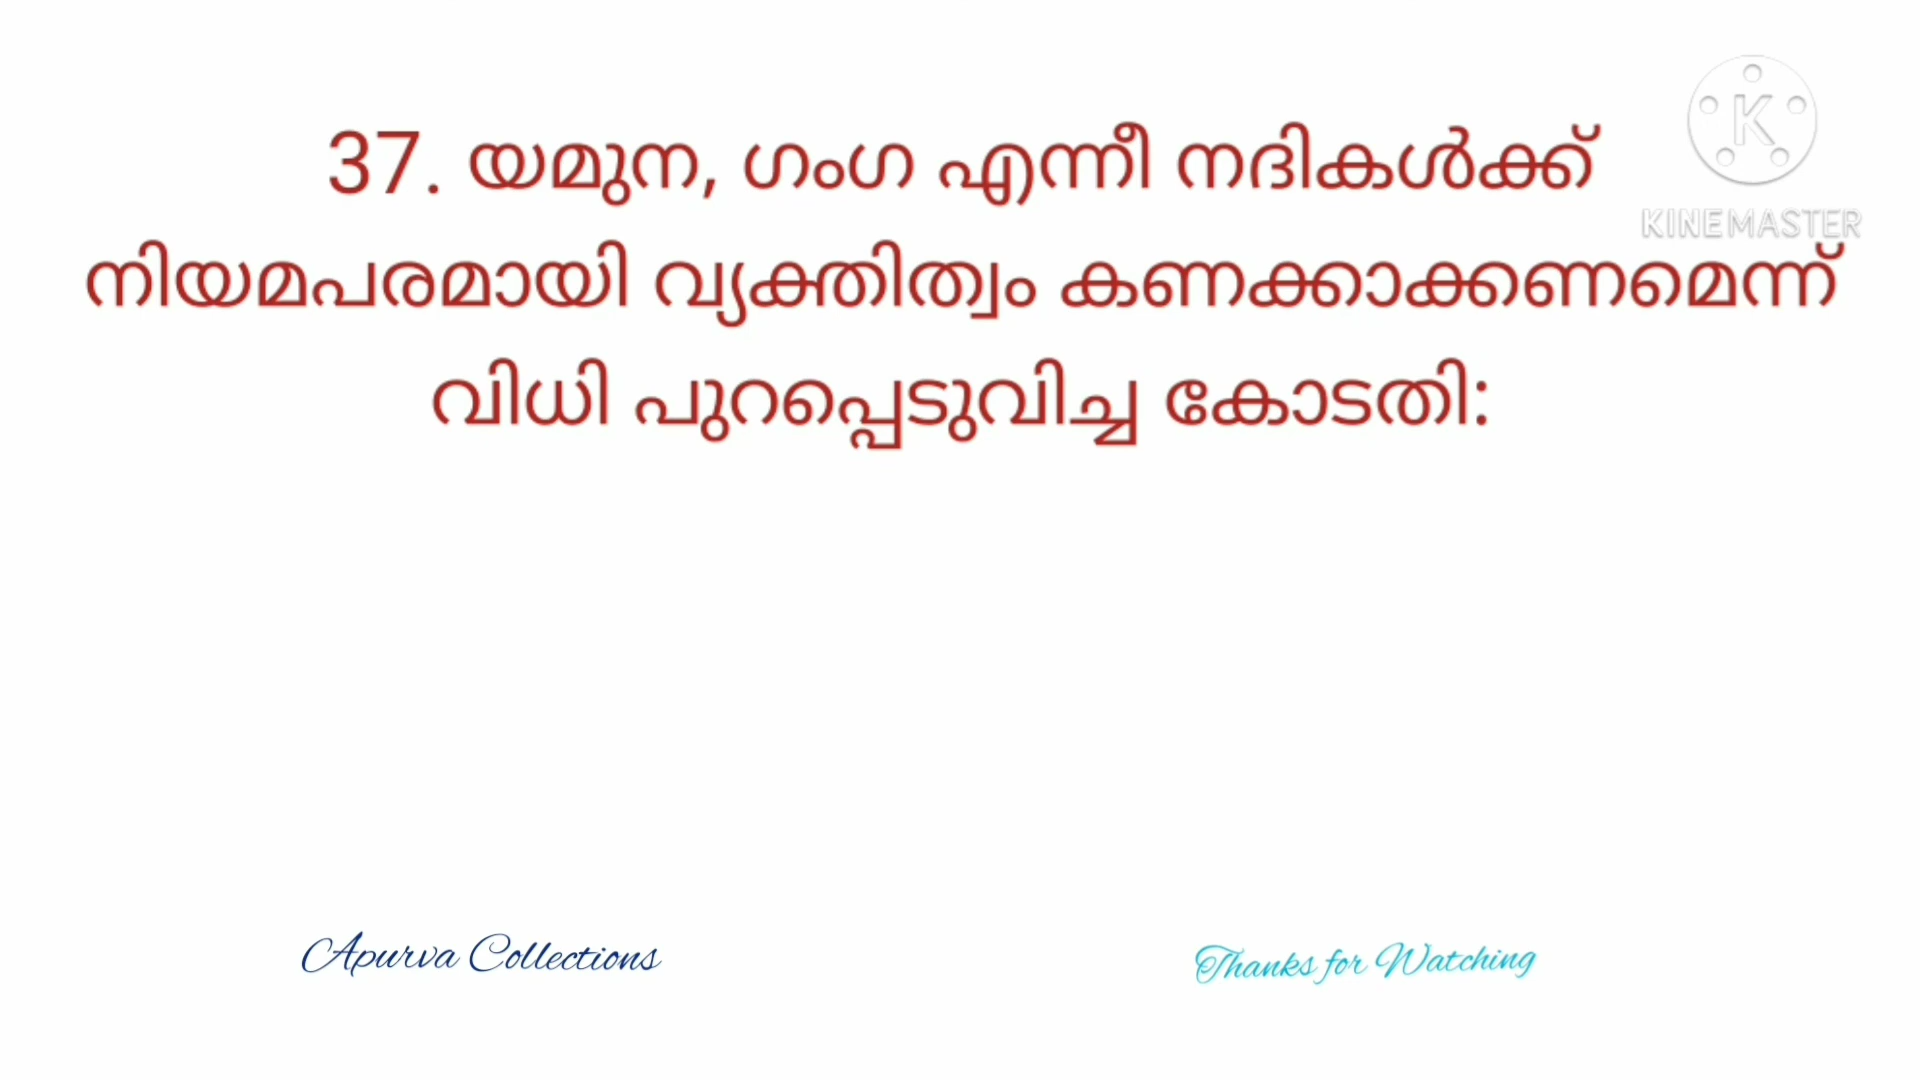 37. യമുന, ഗംഗ എന്നീ നദികൾക്ക്
നിയമപരമായി വ്യക്തിത്വം കണക്കാക്കണമെന്ന്
വിധി പുറപ്പെടുവിച്ച കോടതി:
K
KINEMASTER
Apurva Collections
Thanks for Watching